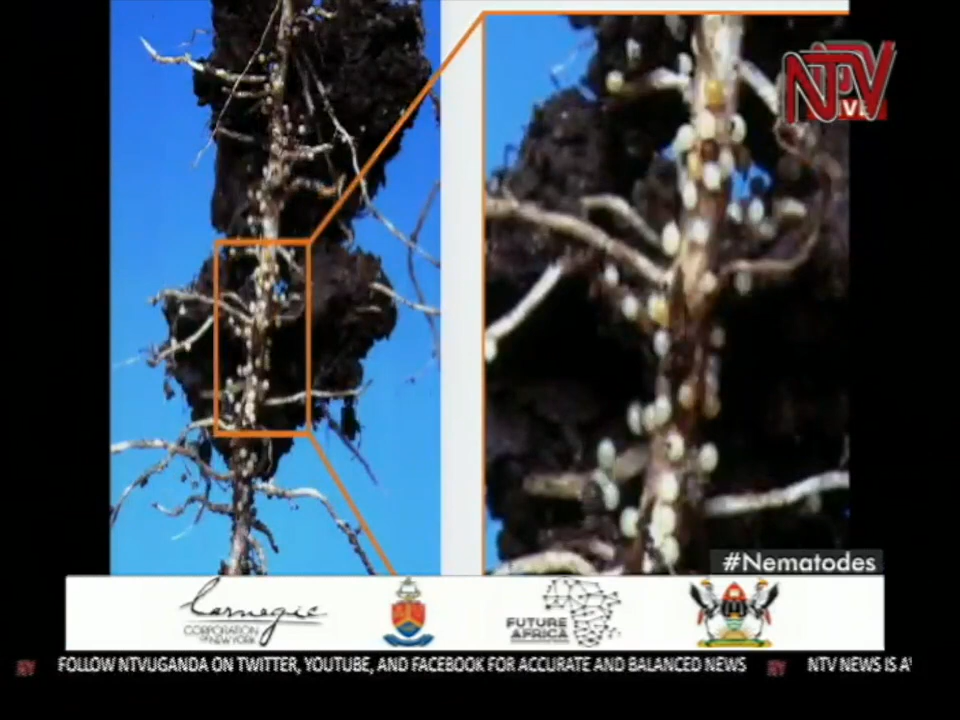 NTV
LIVE
#Nematodes
Carnegie
CORPORATION
OF NEW YORK
FUTURE
AFRICA
FOLLOW NTVUGANDA ON TWITTER, YOUTUBE, AND FACEBOOK FOR ACCURATE AND BALANCED NEWS
NTV NEWS IS A